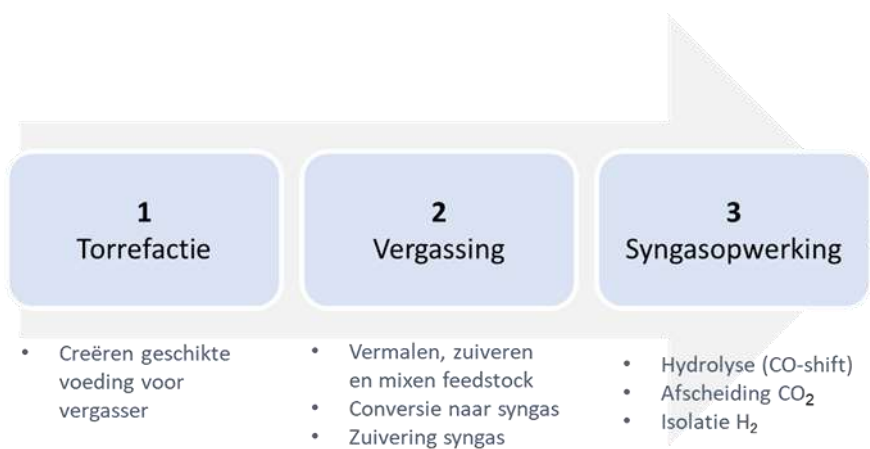 1
Torrefactie
• Creëren geschikte
voeding voor
vergasser
2
Vergassing
• Vermalen, zuiveren
en mixen feedstock
• Conversie naar syngas
• Zuivering syngas
3
Syngasopwerking
• Hydrolyse (CO-shift)
• Afscheiding CO₂
• Isolatie H₂